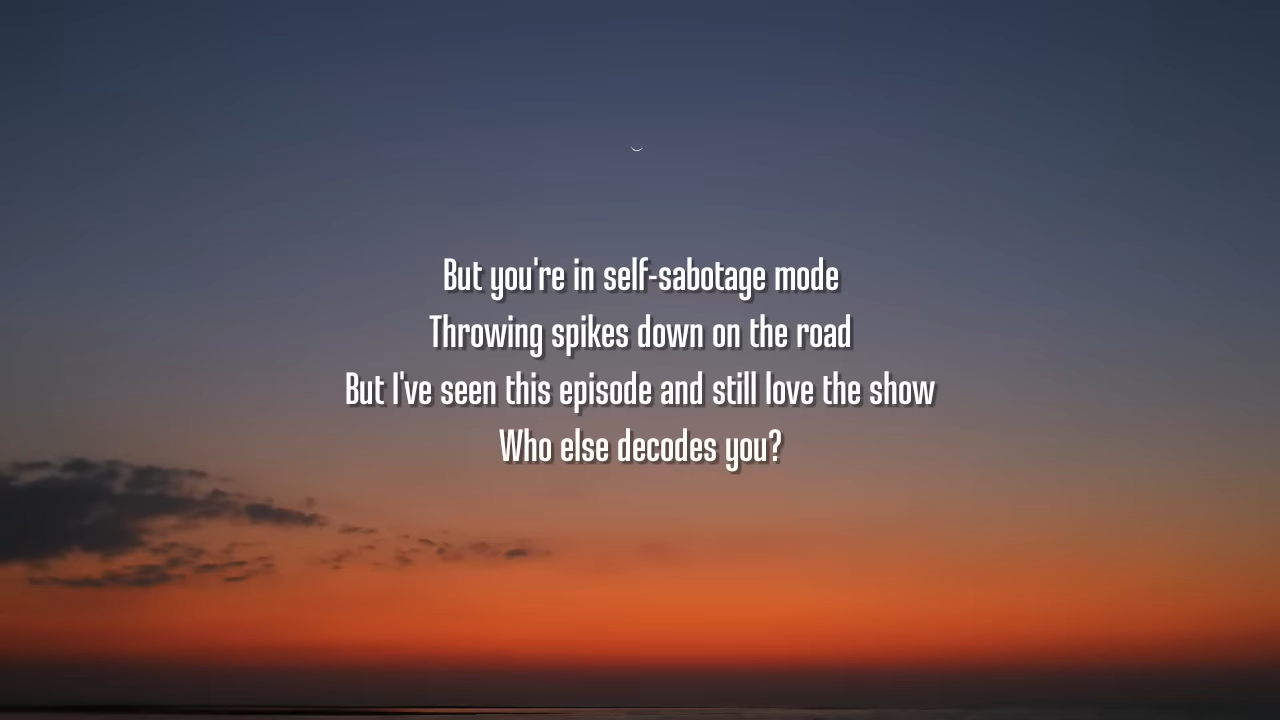 But you're in self-sabotage mode
Throwing spikes down on the road
But I've seen this episode and still love the show
Who else decodes you?